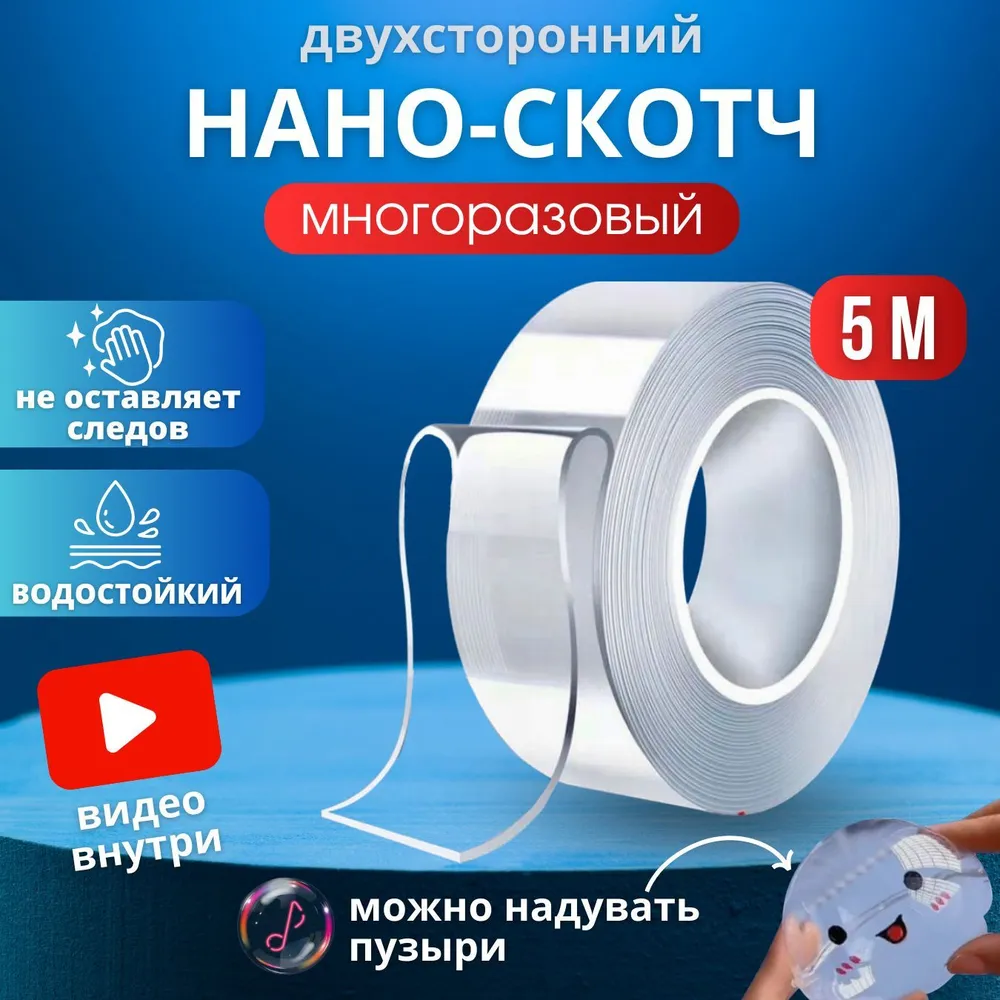 двухсторонний
НАНО-СКОТЧ
многоразовый
5 М
не оставляет
следов
водостойкий
видео
внутри
можно надувать
пузыри